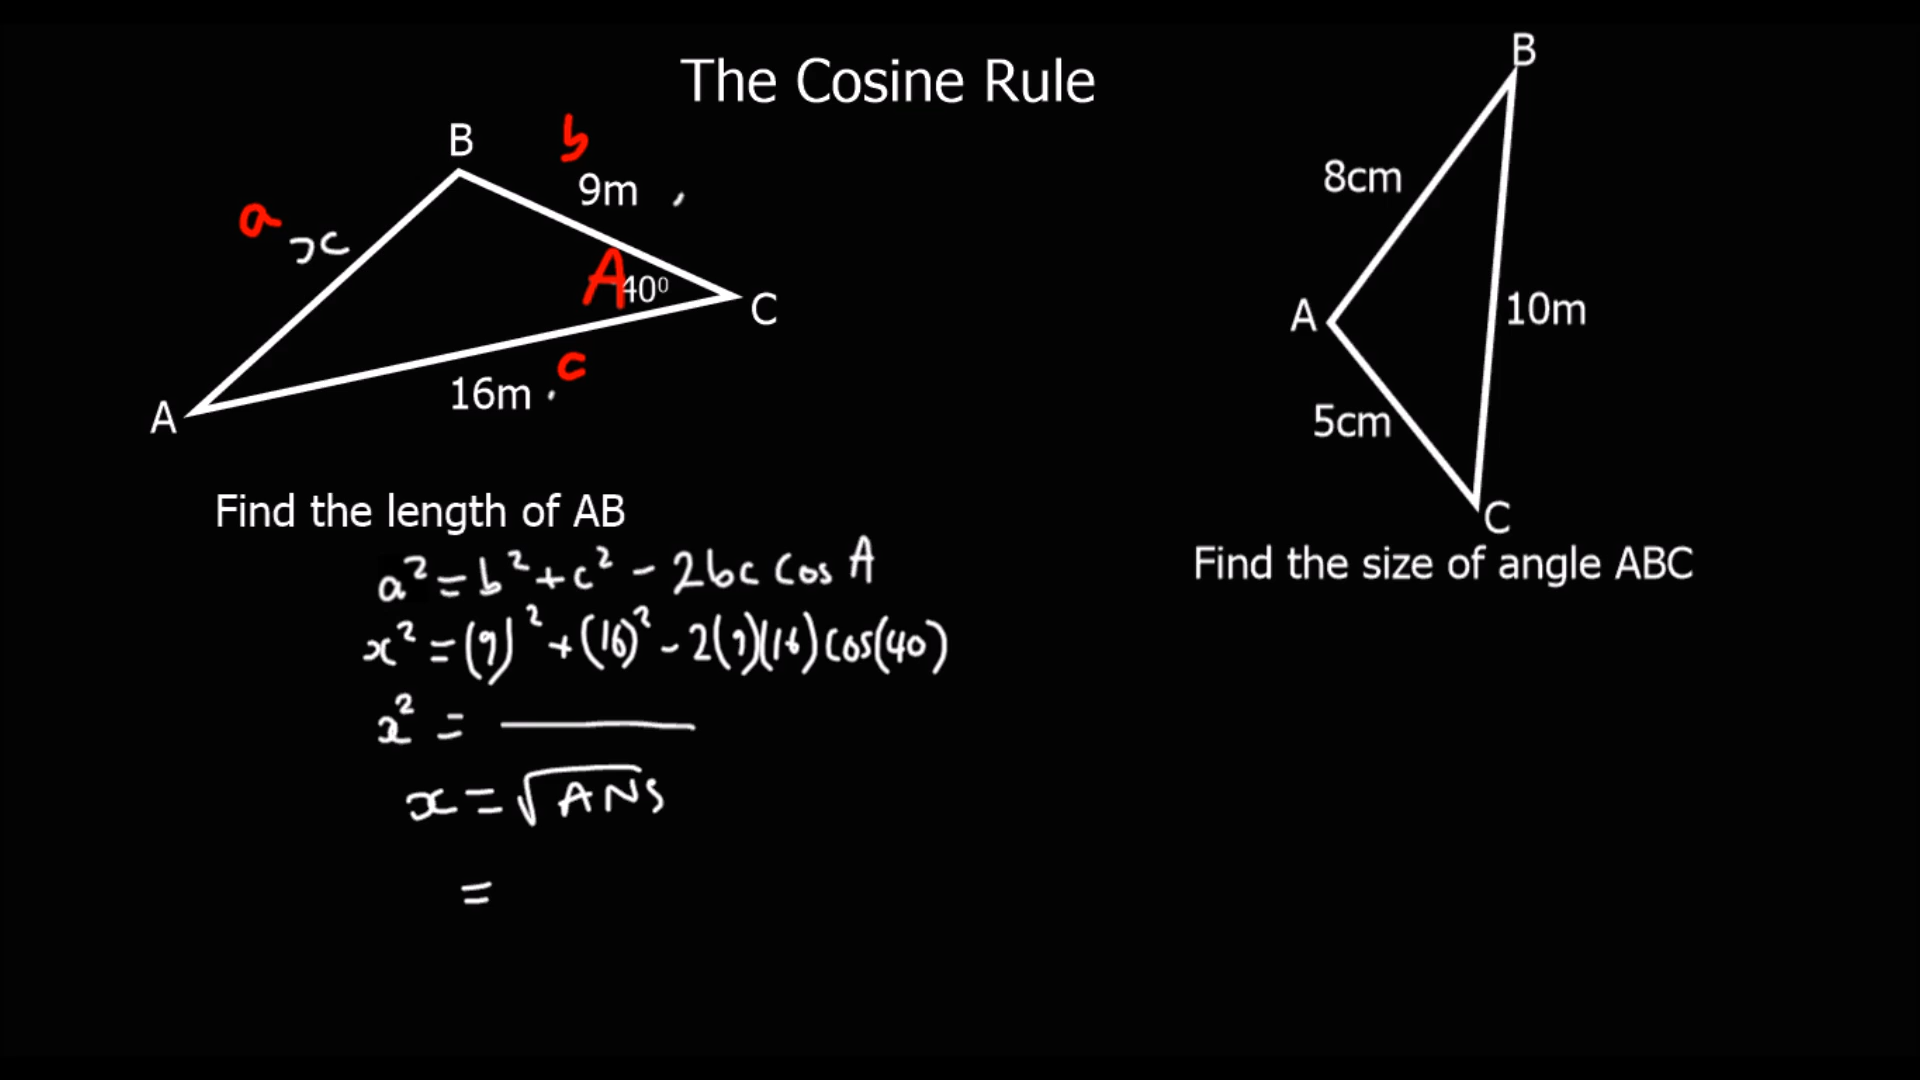 The Cosine Rule
B
b
9m
a
x
A
40⁰
C
c
16m
A
Find the length of AB
a² = b² + c² - 2bc cos A
x² = (9)² + (16)² - 2(9)(16) cos(40)
x² =
x = √ANS
=
B
8cm
A
10m
5cm
C
Find the size of angle ABC